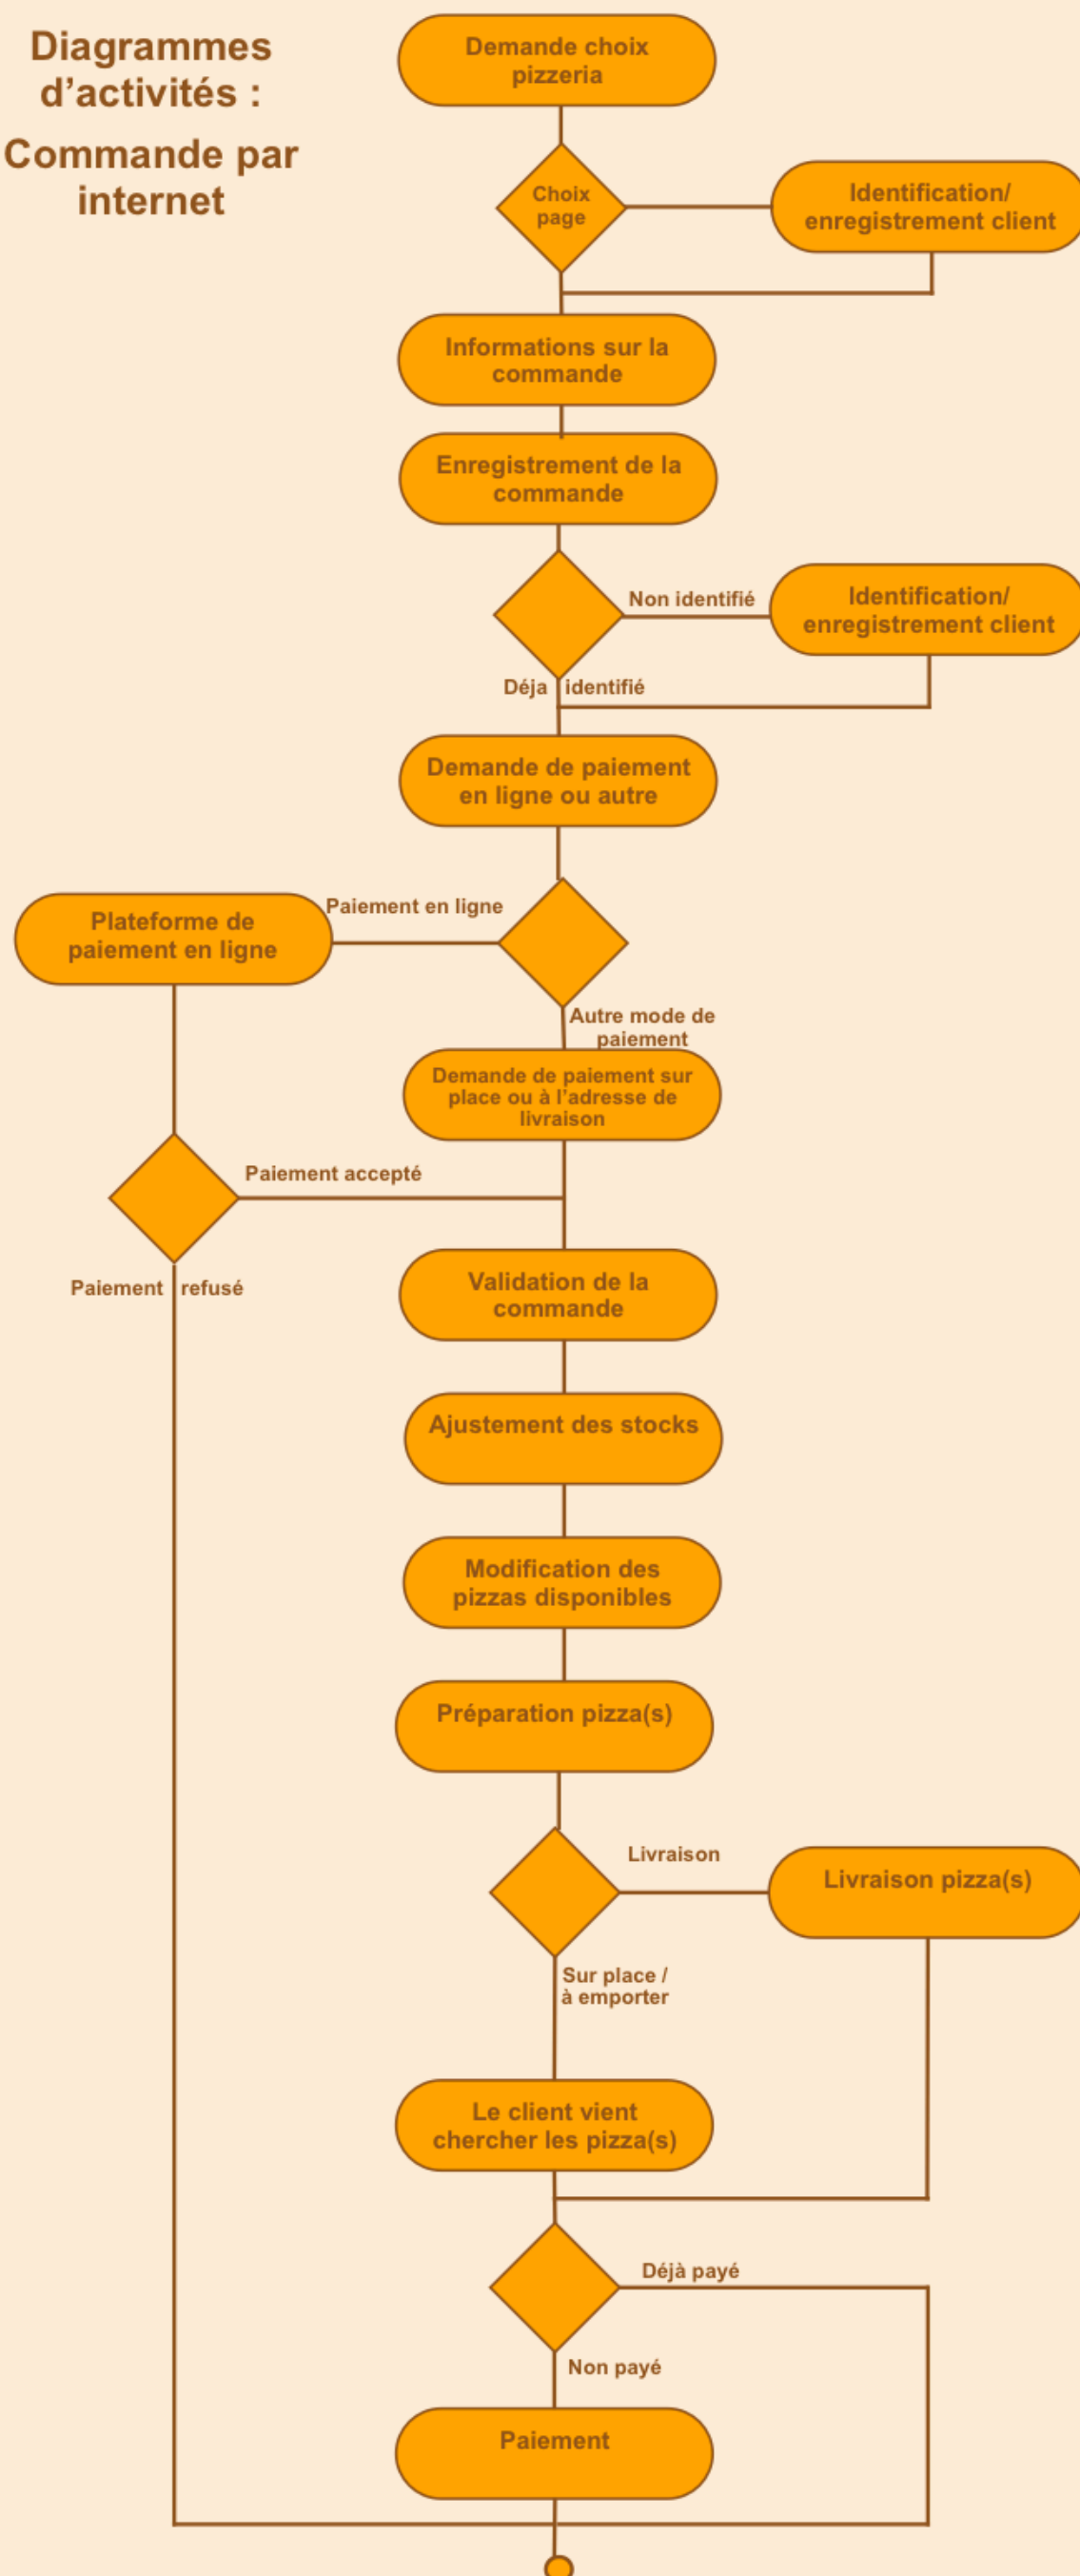 Diagrammes
d’activités :
Commande par
internet
Demande choix
pizzeria
Choix
page
Identification/
enregistrement client
Informations sur la
commande
Enregistrement de la
commande
Non identifié
Identification/
enregistrement client
Déja identifié
Demande de paiement
en ligne ou autre
Paiement en ligne
Plateforme de
paiement en ligne
Autre mode de
paiement
Demande de paiement sur
place ou à l’adresse de
livraison
Paiement accepté
Paiement refusé
Validation de la
commande
Ajustement des stocks
Modification des
pizzas disponibles
Préparation pizza(s)
Livraison
Livraison pizza(s)
Sur place /
à emporter
Le client vient
chercher les pizza(s)
Déjà payé
Non payé
Paiement